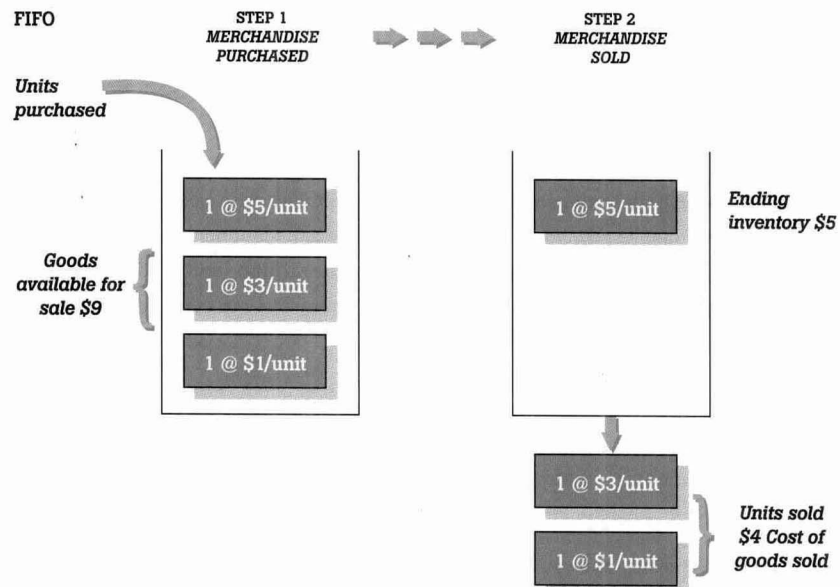 FIFO
STEP 1
MERCHANDISE
PURCHASED
STEP 2
MERCHANDISE
SOLD
Units
purchased
1 @ $5/unit
Goods
available for
sale $9
1 @ $3/unit
1 @ $1/unit
1 @ $5/unit
Ending
inventory $5
1 @ $3/unit
1 @ $1/unit
Units sold
$4 Cost of
goods sold